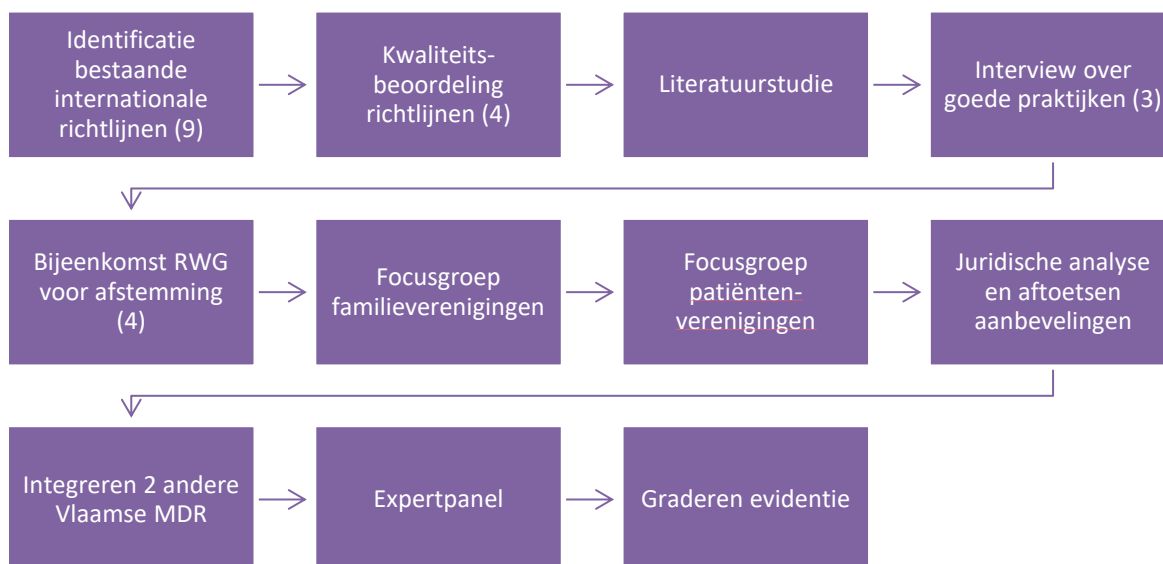 Identificatie
bestaande
internationale
richtlijnen (9)
Kwaliteits-
beoordeling
richtlijnen (4)
Literatuurstudie
Interview over
goede praktijken (3)
Bijeenkomst RWG
voor afstemming
(4)
Focusgroep
familieverenigingen
Focusgroep
patiënten-
verenigingen
Juridische analyse
en aftoetsen
aanbevelingen
Integreren 2 andere
Vlaamse MDR
Expertpanel
Graderen evidentie